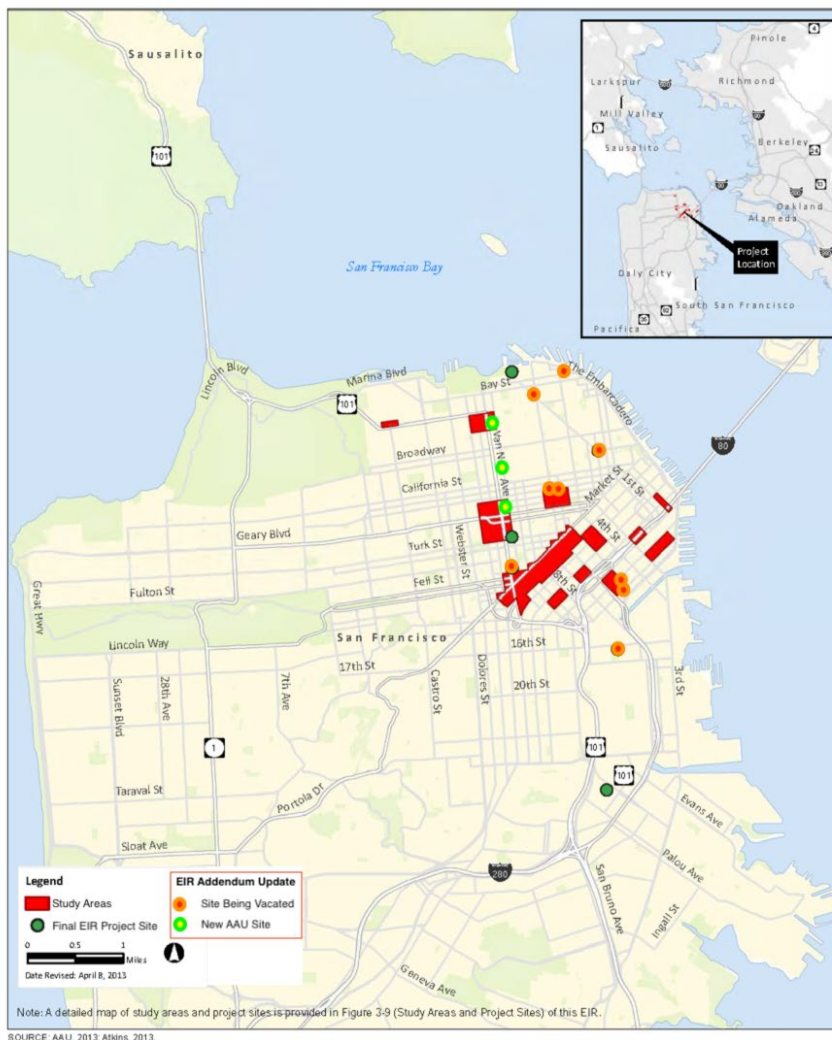 Sausalito
101
San Francisco Bay
4
Pinole
Larkspur
Richmond
Mill Valley
1
80
Berkeley
24
Sausalito
13
Oakland
Alameda
Project
Location
Daly City
92
South San Francisco
35
Pacifica
Lincoln Blvd
Marina Blvd
Bay St
The Embarcadero
101
80
Broadway
Van N
Ave
California St
Market St
1st St
Geary Blvd
4th St
Turk St
Webster St
8th St
Fell St
Fulton St
Great Hwy
San Francisco
16th St
Lincoln Way
17th St
Sunset Blvd
28th Ave
7th Ave
Castro St
Dolores St
20th St
3rd St
1
101
101
Taraval St
Portola Dr
Evans Ave
Sloat Ave
Palou Ave
280
San Bruno Ave
Ingall St
Geneva Ave
Legend
Study Areas
Final EIR Project Site
EIR Addendum Update
Site Being Vacated
New AAU Site
0 0.5 1
Miles
Date Revised: April 8, 2013
Note: A detailed map of study areas and project sites is provided in Figure 3-9 (Study Areas and Project Sites) of this EIR.
SOURCE: AAU, 2013; Atkins, 2013.